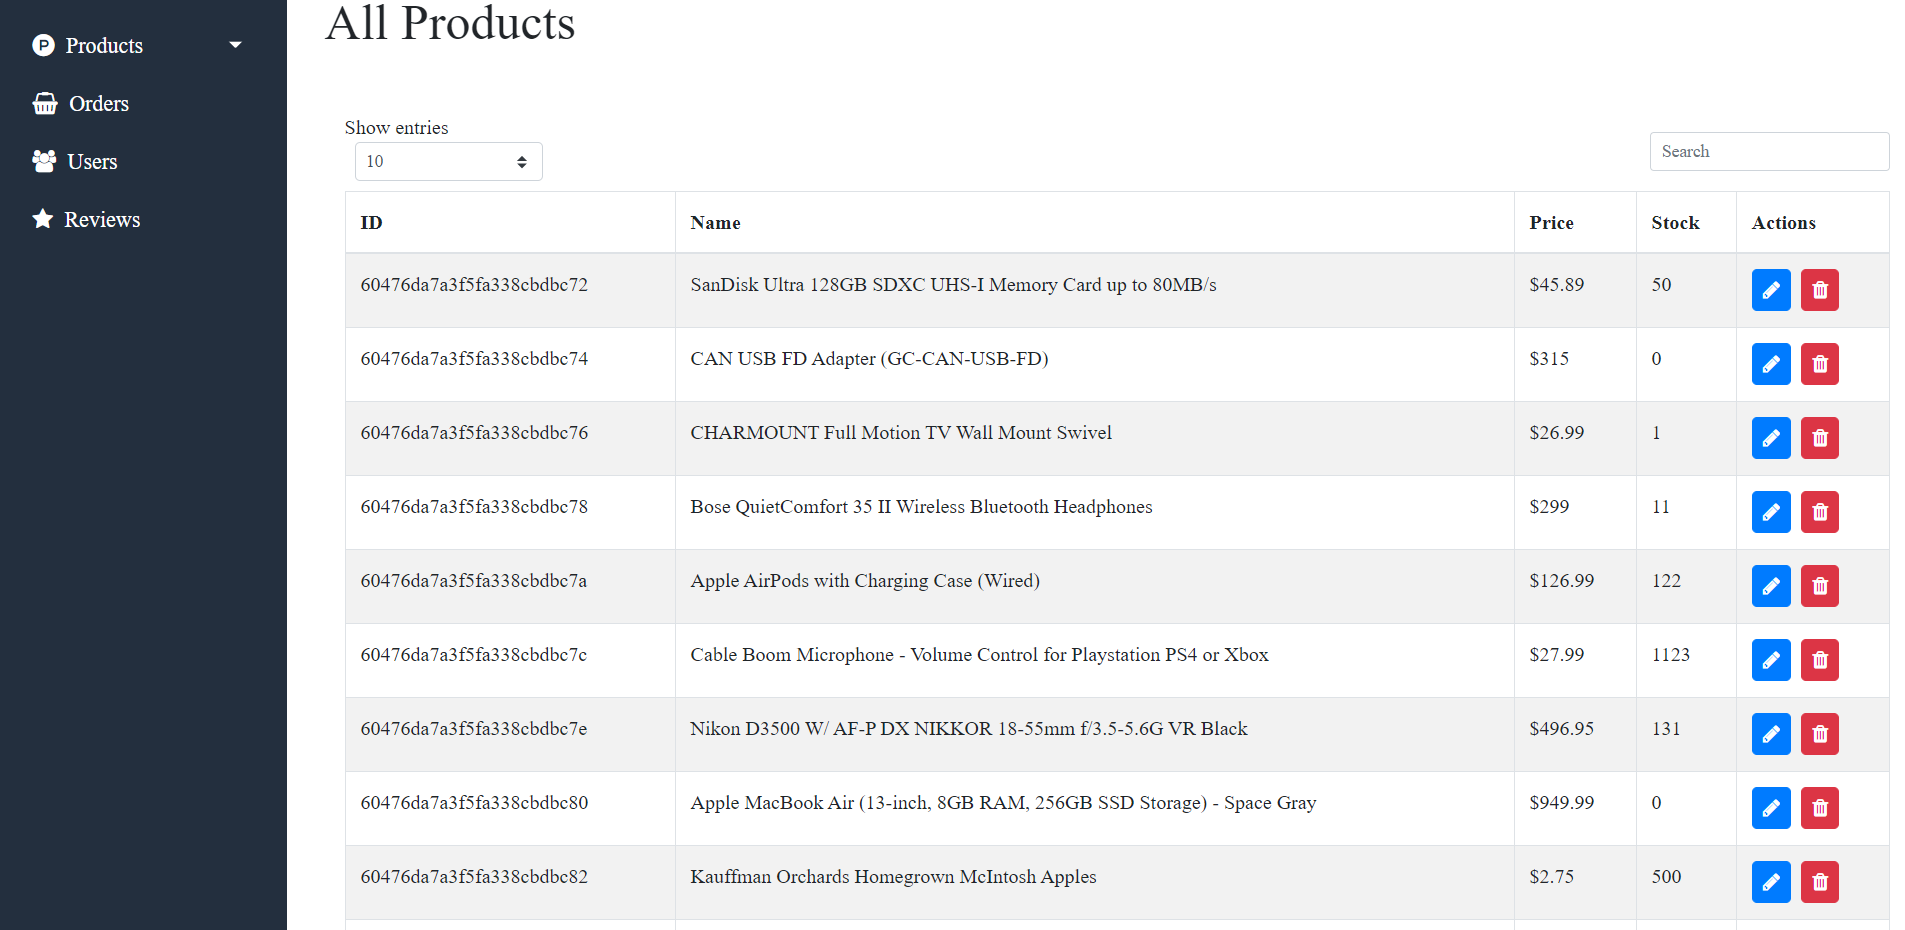 All Products
P Products
Orders
Users
Reviews
Show entries
10
Search
ID Name Price Stock Actions
60476da7a3f5fa338cbdbc72 SanDisk Ultra 128GB SDXC UHS-I Memory Card up to 80MB/s $45.89 50
60476da7a3f5fa338cbdbc74 CAN USB FD Adapter (GC-CAN-USB-FD) $315 0
60476da7a3f5fa338cbdbc76 CHARMOUNT Full Motion TV Wall Mount Swivel $26.99 1
60476da7a3f5fa338cbdbc78 Bose QuietComfort 35 II Wireless Bluetooth Headphones $299 11
60476da7a3f5fa338cbdbc7a Apple AirPods with Charging Case (Wired) $126.99 122
60476da7a3f5fa338cbdbc7c Cable Boom Microphone - Volume Control for Playstation PS4 or Xbox $27.99 1123
60476da7a3f5fa338cbdbc7e Nikon D3500 W/ AF-P DX NIKKOR 18-55mm f/3.5-5.6G VR Black $496.95 131
60476da7a3f5fa338cbdbc80 Apple MacBook Air (13-inch, 8GB RAM, 256GB SSD Storage) - Space Gray $949.99 0
60476da7a3f5fa338cbdbc82 Kauffman Orchards Homegrown McIntosh Apples $2.75 500